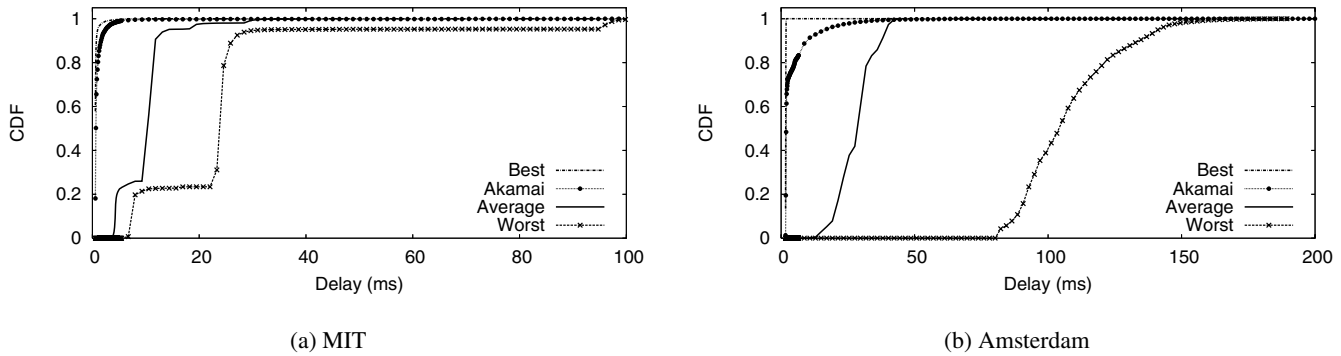 1
0.8
0.6
0.4
0.2
0
CDF
Best
Akamai
Average
Worst
0 20 40 60 80 100
Delay (ms)
(a) MIT
1
0.8
0.6
0.4
0.2
0
CDF
Best
Akamai
Average
Worst
0 50 100 150 200
Delay (ms)
(b) Amsterdam